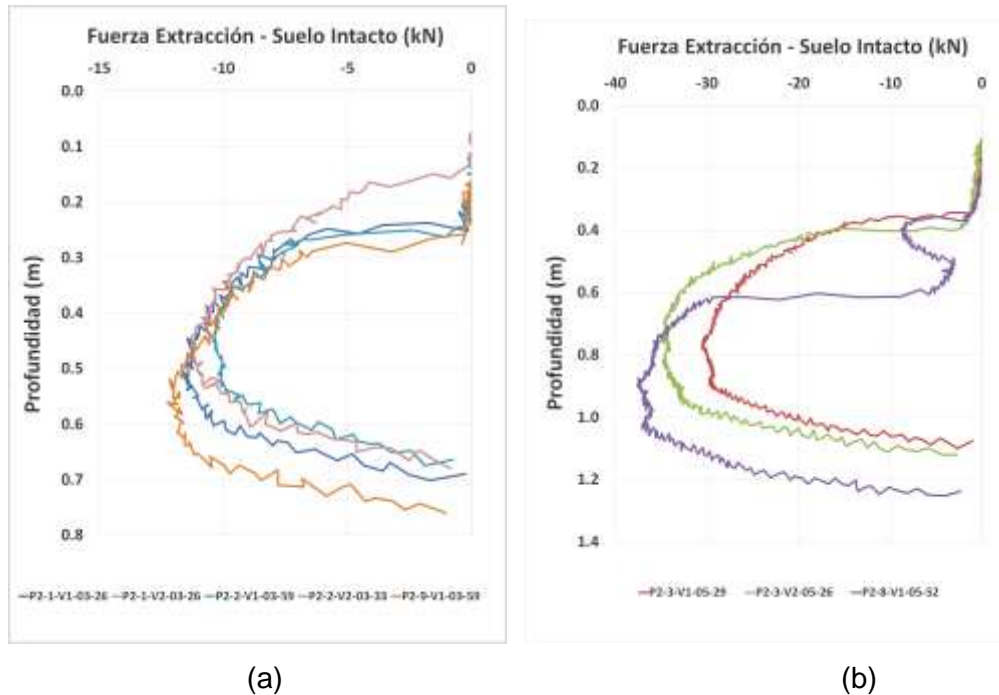 Fuerza Extracción - Suelo Intacto (kN)
-15 -10 -5 0
0.0
0.1
0.2
0.3
0.4
0.5
0.6
0.7
0.8
Profundidad (m)
P2-1-V1-03-26 P2-1-V2-03-26 P2-2-V1-03-59 P2-2-V2-03-33 P2-9-V1-03-59
(a)
Fuerza Extracción - Suelo Intacto (kN)
-40 -30 -20 -10 0
0.0
0.2
0.4
0.6
0.8
1.0
1.2
1.4
Profundidad (m)
P2-3-V1-05-29 P2-3-V2-05-26 P2-8-V1-05-52
(b)